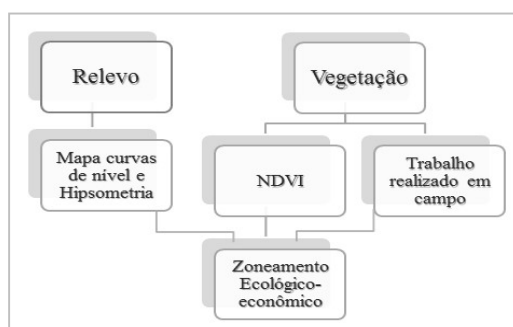 Relevo
Vegetação
Mapa curvas
de nível e
Hipsometria
NDVI
Trabalho
realizado em
campo
Zoneamento
Ecológico-
econômico